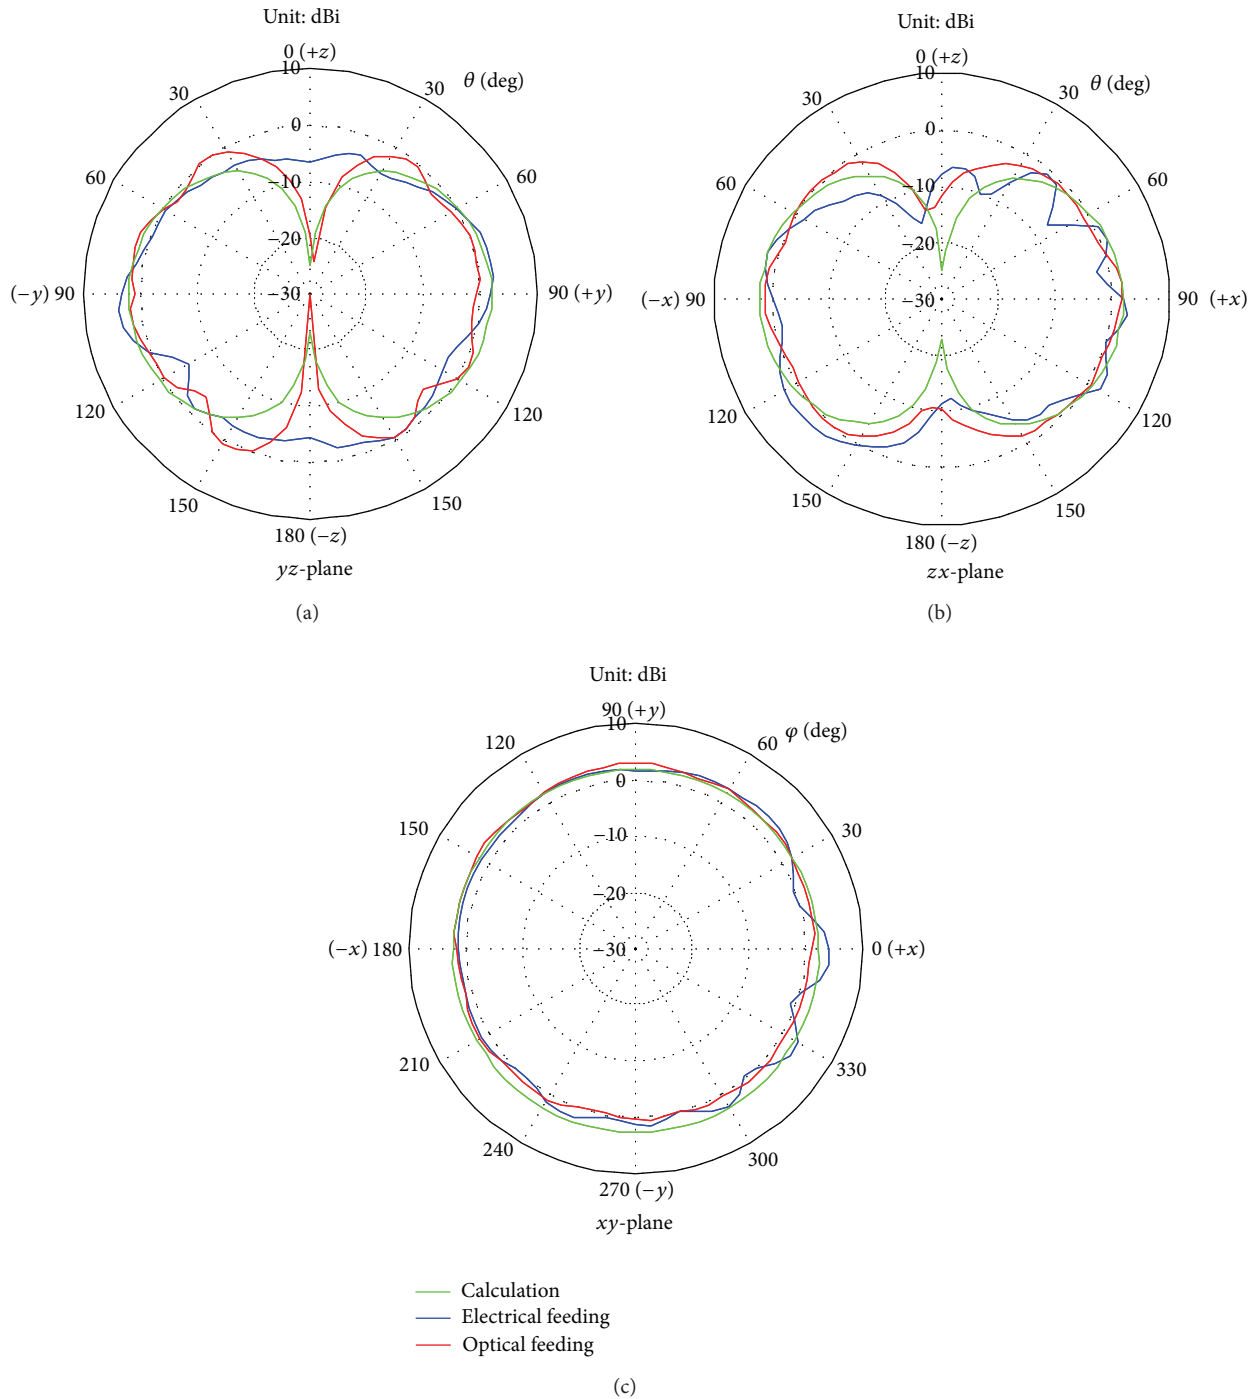 Unit: dBi
0 (+z)
10
θ (deg)
30
30
0
60
60
−10
−20
(−y) 90
−30
90 (+y)
120
120
150
150
180 (−z)
yz-plane
(a)
Unit: dBi
0 (+z)
10
θ (deg)
30
30
0
60
60
−10
−20
(−x) 90
−30
90 (+x)
120
120
150
150
180 (−z)
zx-plane
(b)
Unit: dBi
90 (+y)
10
φ (deg)
120
60
0
150
30
−10
−20
(−x) 180
−30
0 (+x)
210
330
240
300
270 (−y)
xy-plane
Calculation
Electrical feeding
Optical feeding
(c)